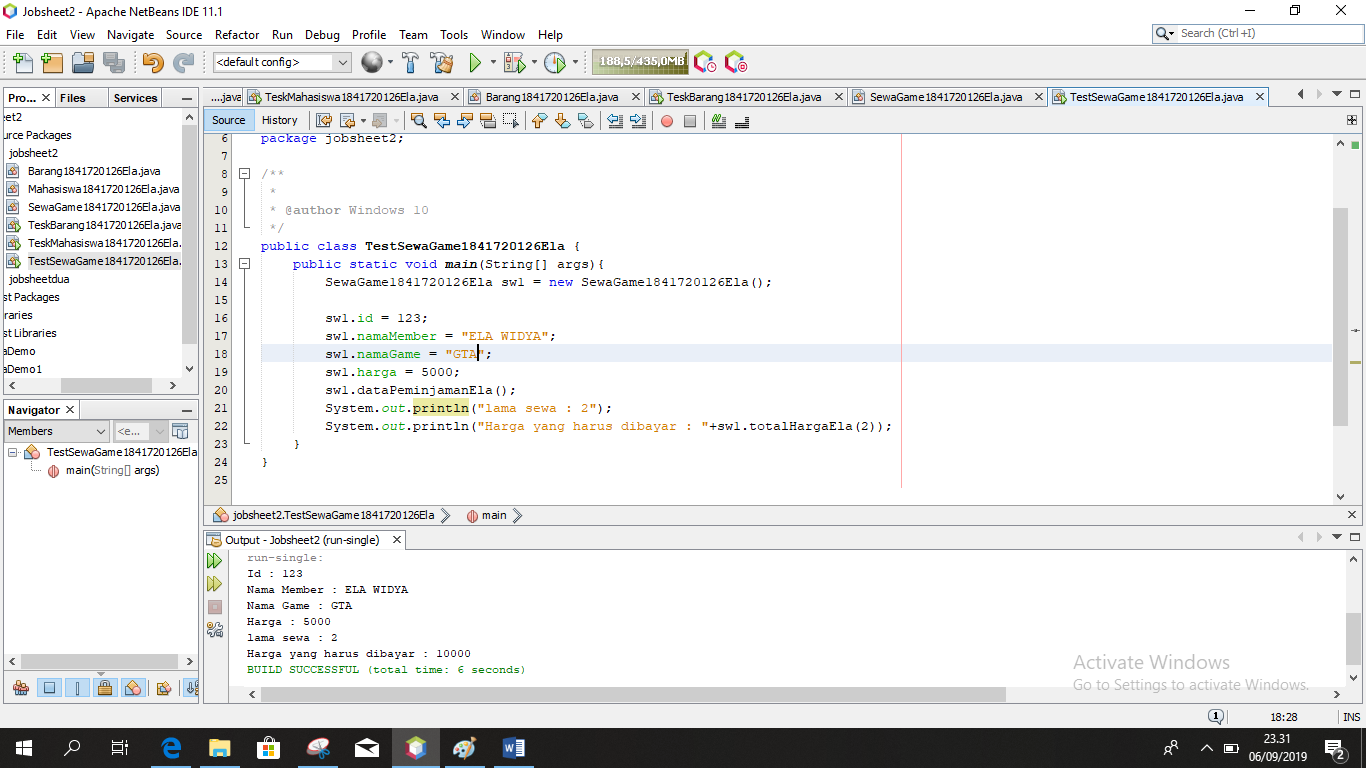 Jobsheet2 - Apache NetBeans IDE 11.1
File Edit View Navigate Source Refactor Run Debug Profile Team Tools Window Help
Search (Ctrl+I)
<default config>
188,5/435,0MB
Pro... Files Services
et2
urce Packages
jobsheet2
Barang1841720126Ela.java
Mahasiswa1841720126Ela.java
SewaGame1841720126Ela.java
TeskBarang1841720126Ela.java
TeskMahasiswa1841720126Ela.
TestSewaGame1841720126Ela.
jobsheetdua
st Packages
raries
st Libraries
aDemo
aDemo1
Navigator
Members
<e...
TestSewaGame1841720126Ela
main(String[] args)
....java TeskMahasiswa1841720126Ela.java Barang1841720126Ela.java TeskBarang1841720126Ela.java SewaGame1841720126Ela.java TestSewaGame1841720126Ela.java
Source History
6 package jobsheet2;
7
8 /**
9 *
10 * @author Windows 10
11 */
12 public class TestSewaGame1841720126Ela {
13 public static void main(String[] args){
14 SewaGame1841720126Ela sw1 = new SewaGame1841720126Ela();
15
16 sw1.id = 123;
17 sw1.namaMember = "ELA WIDYA";
18 sw1.namaGame = "GTA";
19 sw1.harga = 5000;
20 sw1.dataPeminjamanEla();
21 System.out.println("lama sewa : 2");
22 System.out.println("Harga yang harus dibayar : "+sw1.totalHargaEla(2));
23 }
24 }
25
jobsheet2.TestSewaGame1841720126Ela main
Output - Jobsheet2 (run-single)
run-single:
Id : 123
Nama Member : ELA WIDYA
Nama Game : GTA
Harga : 5000
lama sewa : 2
Harga yang harus dibayar : 10000
BUILD SUCCESSFUL (total time: 6 seconds)
Activate Windows
Go to Settings to activate Windows.
1 18:28 INS
23.31
06/09/2019
2